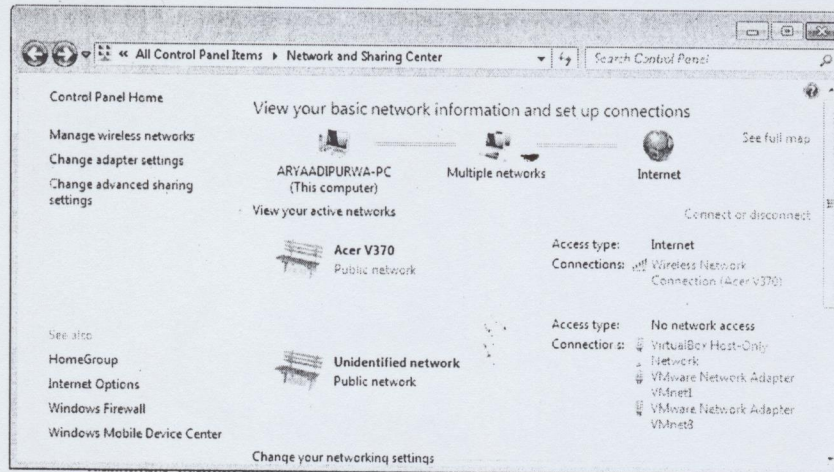 « All Control Panel Items ▸ Network and Sharing Center
Search Control Panel
Control Panel Home
Manage wireless networks
Change adapter settings
Change advanced sharing
settings
See also
HomeGroup
Internet Options
Windows Firewall
Windows Mobile Device Center
View your basic network information and set up connections
See full map
ARYAADIPURWA-PC
(This computer)
Multiple networks
Internet
View your active networks
Connect or disconnect
Acer V370
Public network
Access type: Internet
Connections: Wireless Network
Connection (Acer V370)
Unidentified network
Public network
Access type: No network access
Connections: VirtualBox Host-Only
Network
VMware Network Adapter
VMnet1
VMware Network Adapter
VMnet8
Change your networking settings